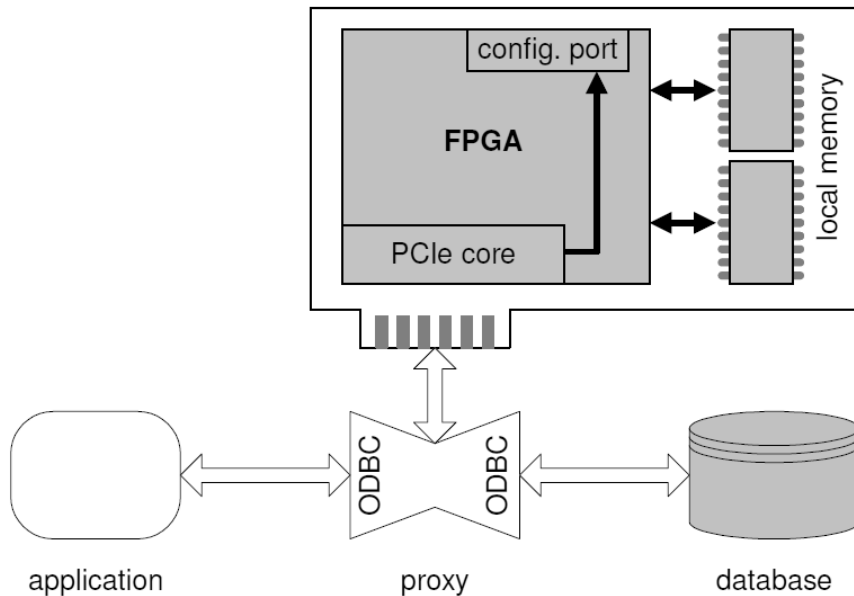 config. port
FPGA
PCIe core
local memory
ODBC
ODBC
application
proxy
database